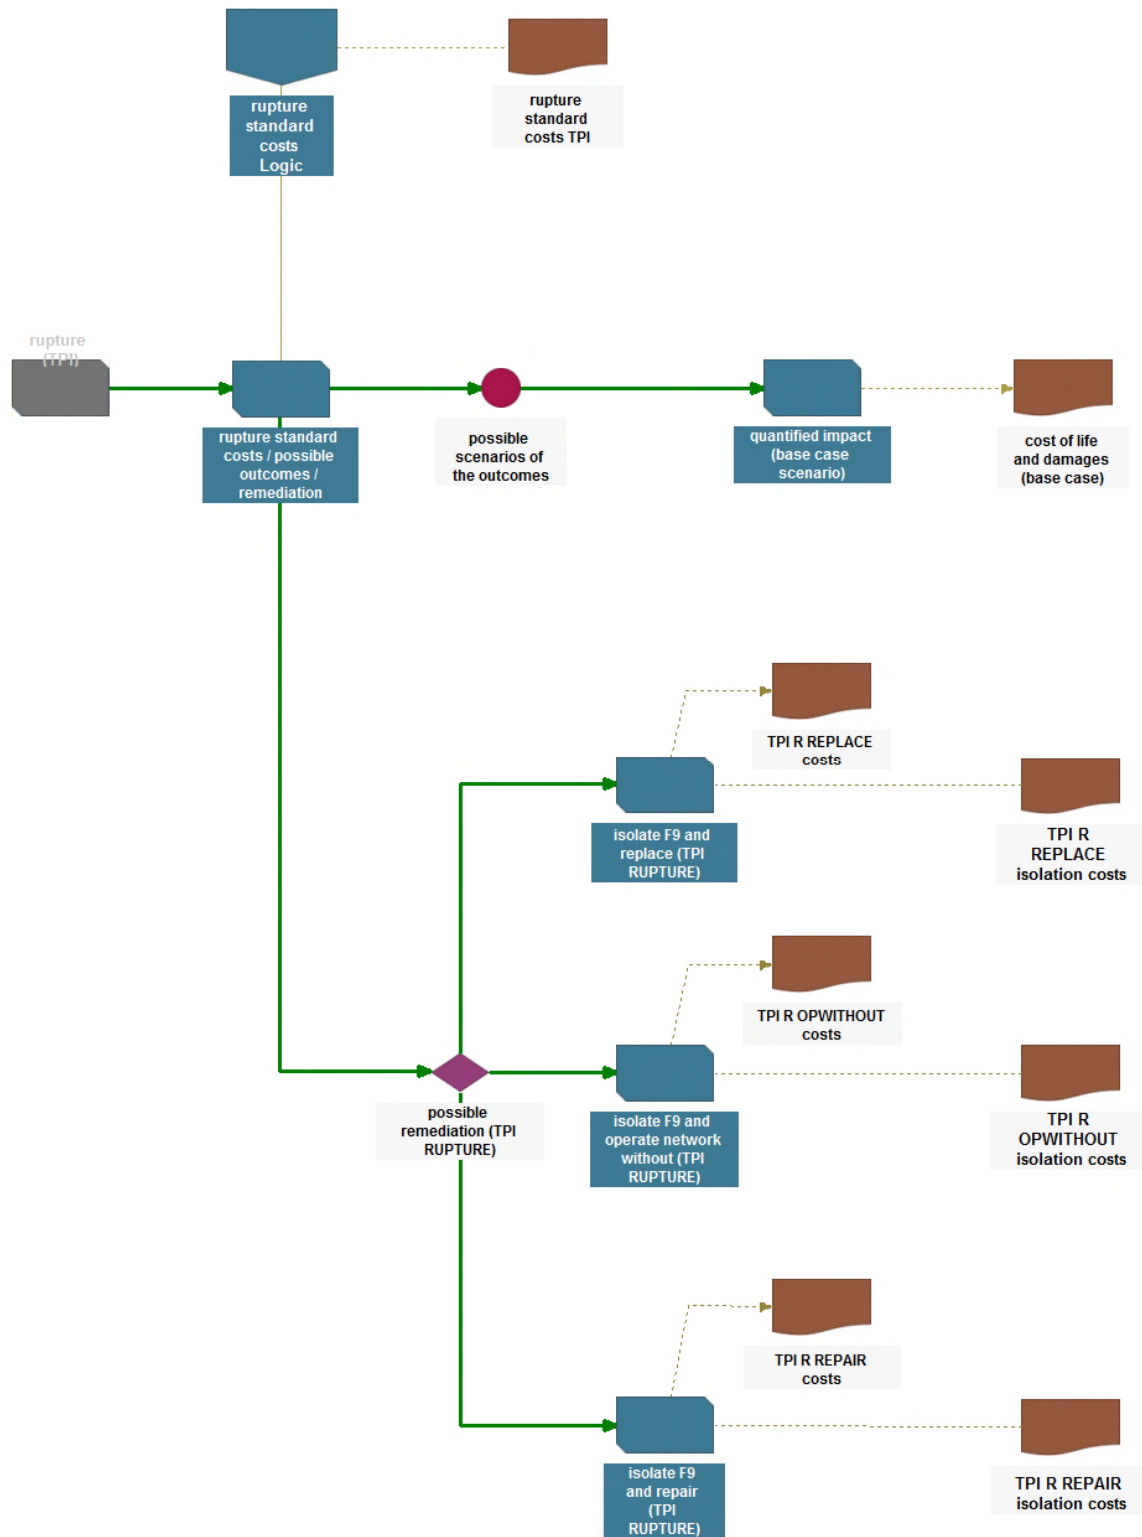 rupture
standard
costs
Logic
rupture
standard
costs TPI
rupture
(TPI)
rupture standard
costs / possible
outcomes /
remediation
possible
scenarios of
the outcomes
quantified impact
(base case
scenario)
cost of life
and damages
(base case)
TPI R REPLACE
costs
isolate F9 and
replace (TPI
RUPTURE)
TPI R
REPLACE
isolation costs
TPI R OPWITHOUT
costs
possible
remediation (TPI
RUPTURE)
isolate F9 and
operate network
without (TPI
RUPTURE)
TPI R
OPWITHOUT
isolation costs
TPI R REPAIR
costs
isolate F9
and repair
(TPI
RUPTURE)
TPI R REPAIR
isolation costs